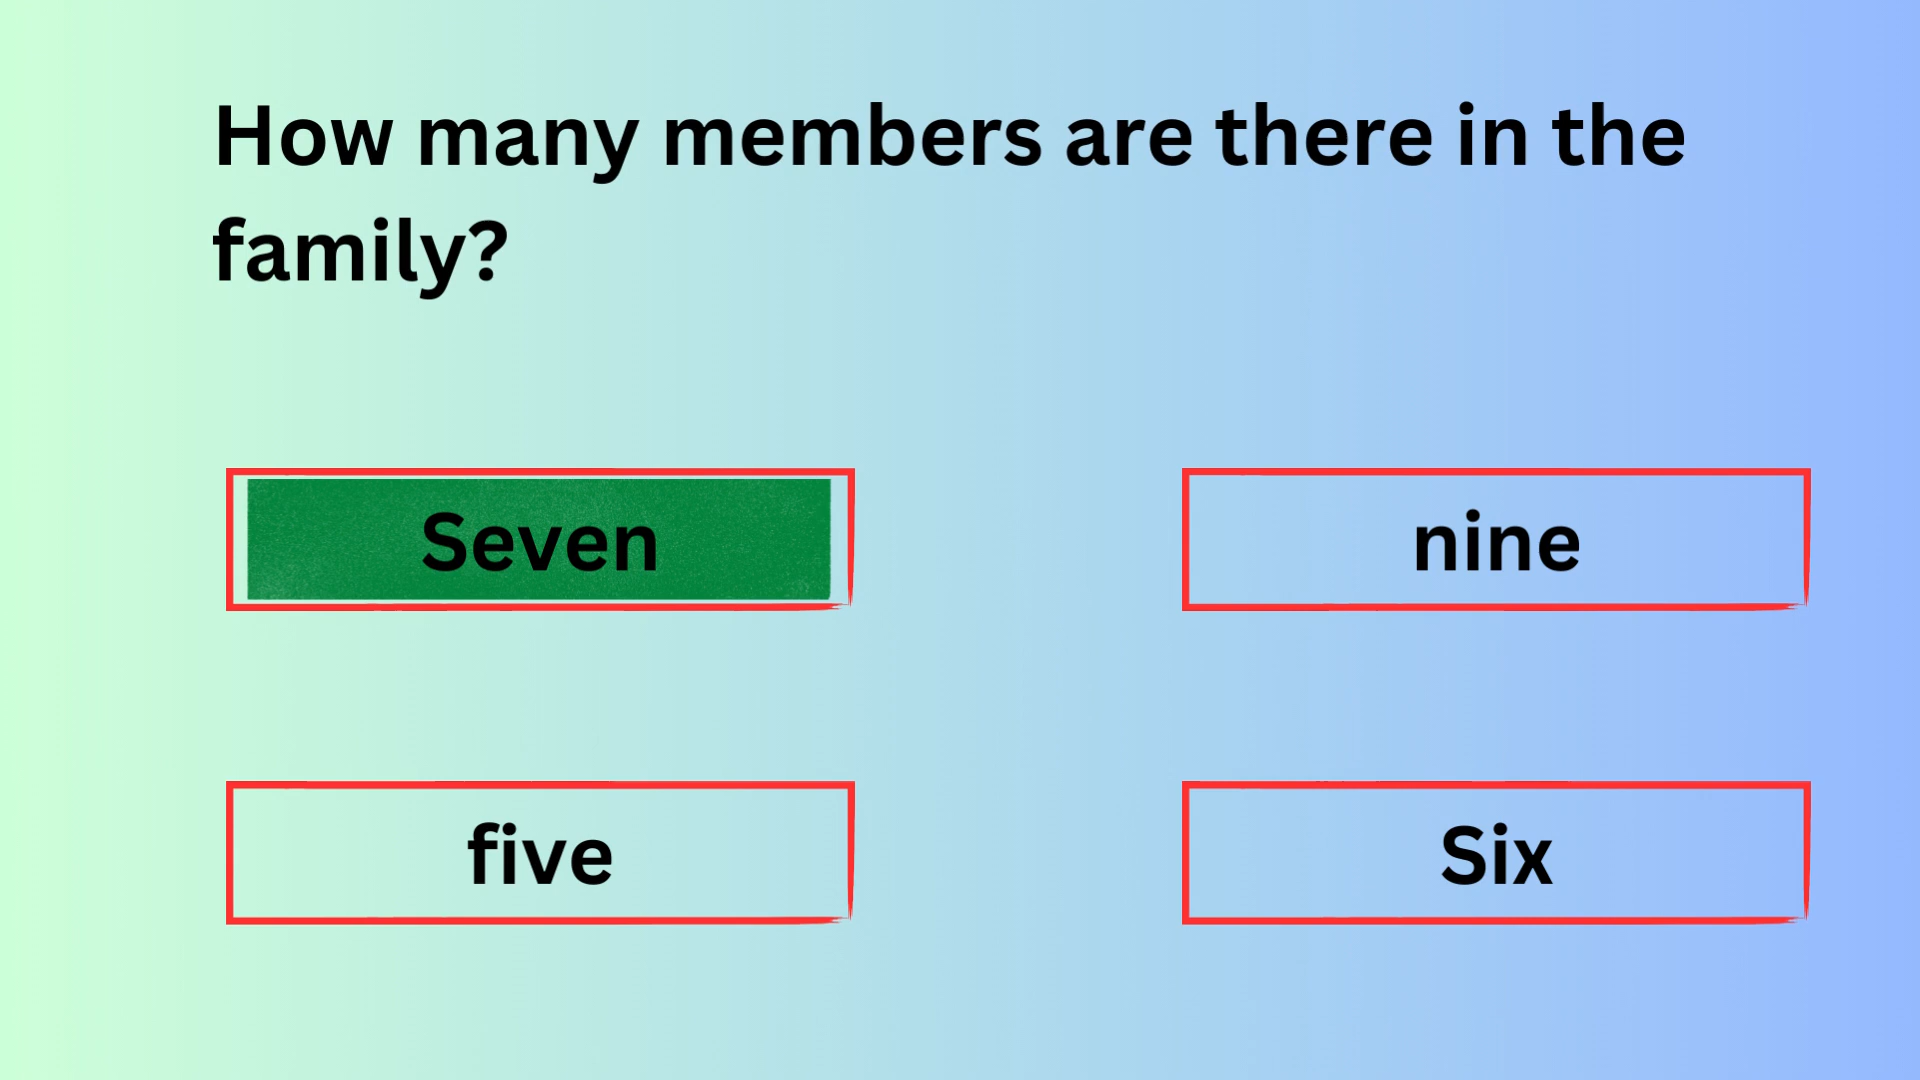 How many members are there in the
family?
Seven
nine
five
Six